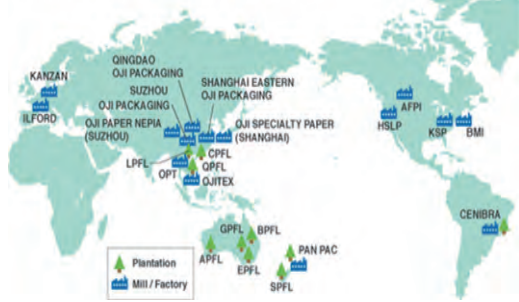 QINGDAO
OJI PACKAGING
KANZAN
SUZHOU
OJI PACKAGING
SHANGHAI EASTERN
OJI PACKAGING
ILFORD
OJI PAPER NEPIA
(SUZHOU)
OJI SPECIALTY PAPER
(SHANGHAI)
AFPI
HSLP
KSP
BMI
LPFL
CPFL
OPT
QPFL
OJITEX
CENIBRA
GPFL
BPFL
APFL
EPFL
PAN PAC
SPFL
Plantation
Mill / Factory